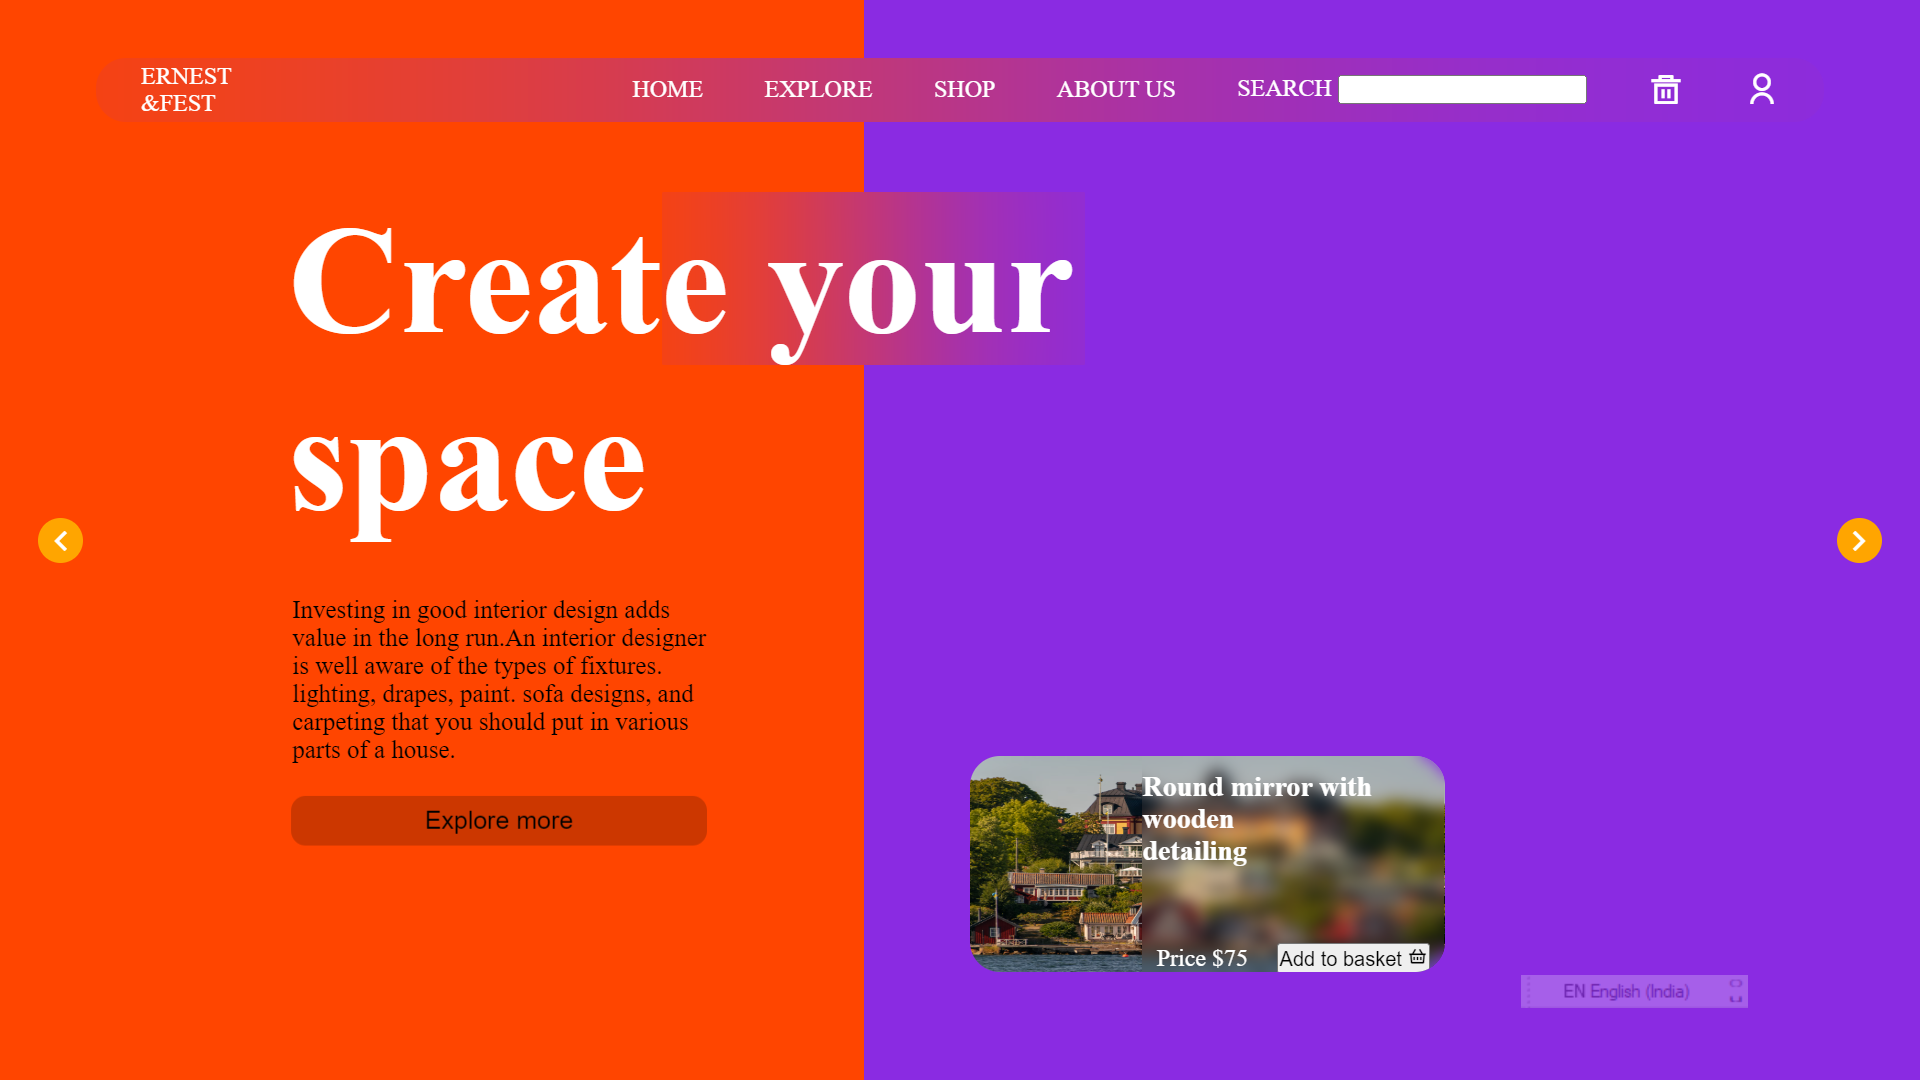 ERNEST
&FEST
HOME
EXPLORE
SHOP
ABOUT US
SEARCH
Create your
space
Investing in good interior design adds
value in the long run.An interior designer
is well aware of the types of fixtures.
lighting, drapes, paint. sofa designs, and
carpeting that you should put in various
parts of a house.
Explore more
Round mirror with
wooden
detailing
Price $75
Add to basket
EN English (India)